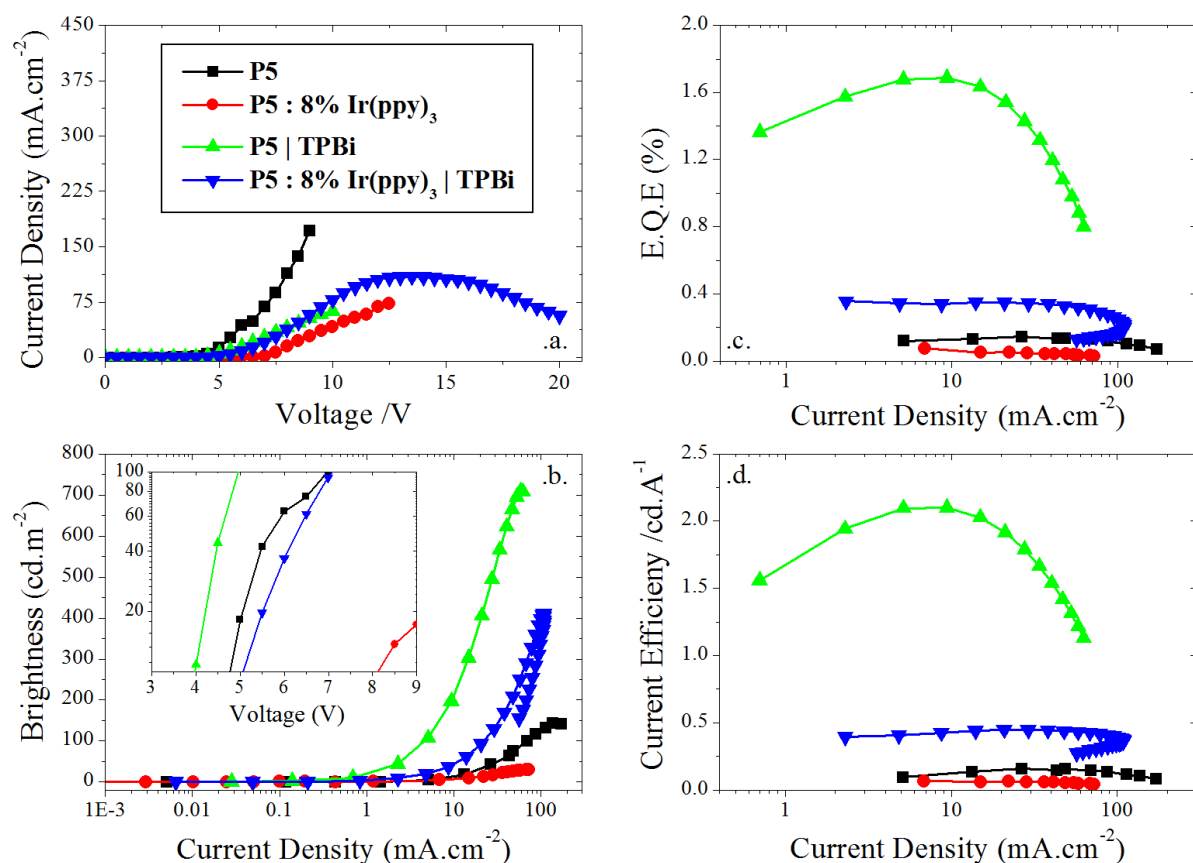 450
375
300
225
150
75
0
Current Density (mA.cm⁻²)
P5
P5 : 8% Ir(ppy)₃
P5 | TPBi
P5 : 8% Ir(ppy)₃ | TPBi
.a.
0 5 10 15 20
Voltage /V
2.0
1.6
1.2
0.8
0.4
0.0
E.Q.E (%)
.c.
1 10 100
Current Density (mA.cm⁻²)
800
700
600
500
400
300
200
100
0
Brightness (cd.m⁻²)
.b.
100
80
60
40
20
3 4 5 6 7 8 9
Voltage (V)
1E-3 0.01 0.1 1 10 100
Current Density (mA.cm⁻²)
2.5
2.0
1.5
1.0
0.5
0.0
Current Efficieny /cd.A⁻¹
.d.
1 10 100
Current Density (mA.cm⁻²)